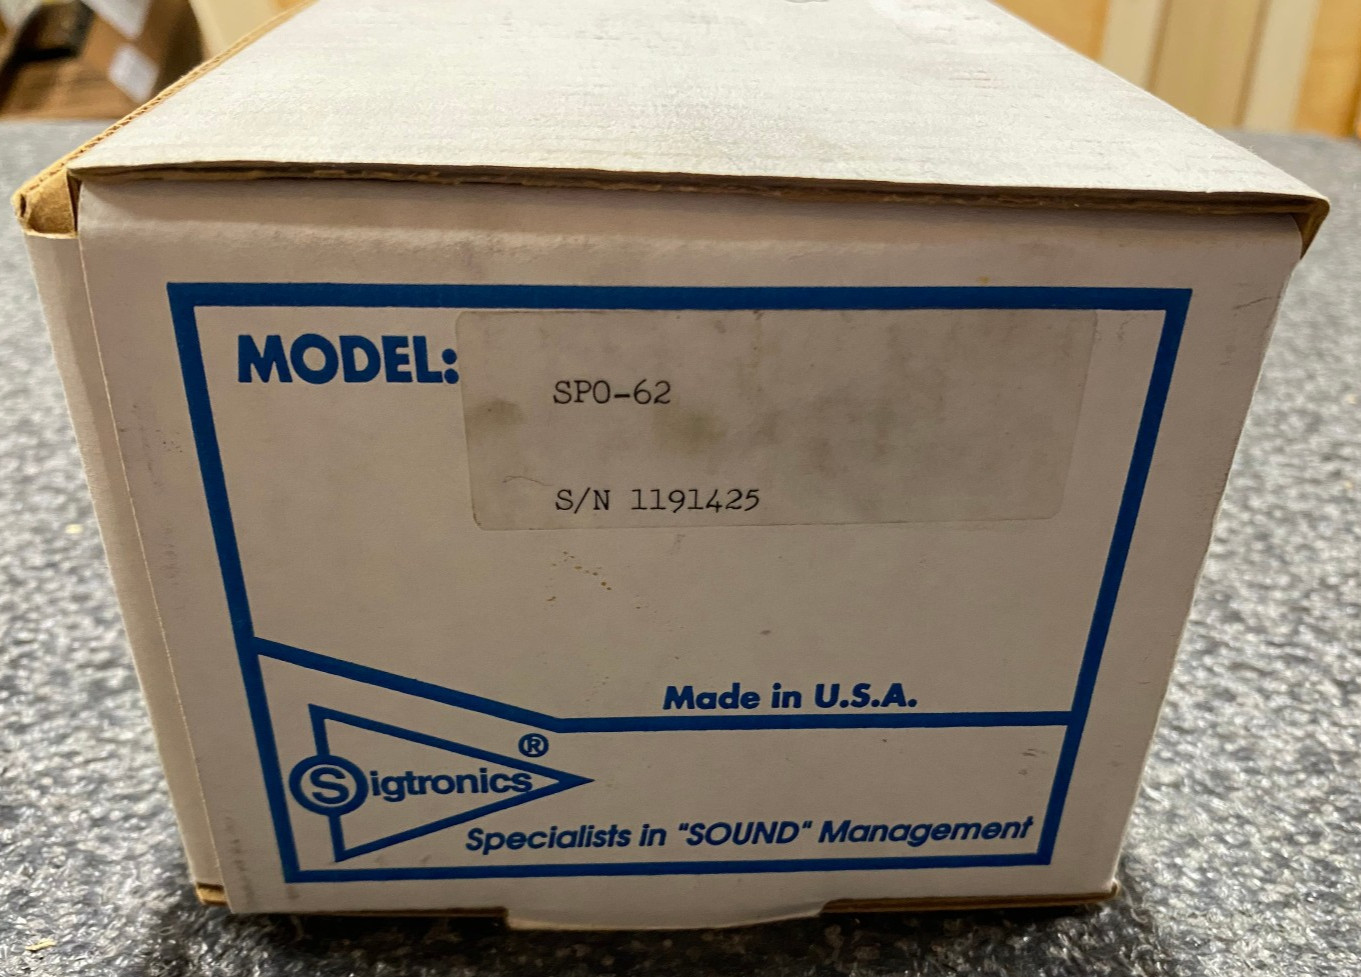 MODEL:
SPO-62
S/N 1191425
Made in U.S.A.
Sigtronics®
Specialists in "SOUND" Management